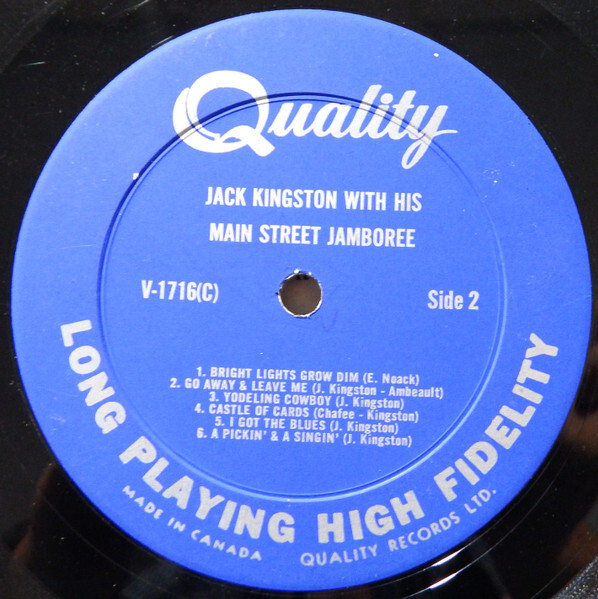 Quality
JACK KINGSTON WITH HIS
MAIN STREET JAMBOREE
V-1716(C)
Side 2
1. BRIGHT LIGHTS GROW DIM (E. Noack)
2. GO AWAY & LEAVE ME (J. Kingston - Ambeault)
3. YODELING COWBOY (J. Kingston)
4. CASTLE OF CARDS (Chafee - Kingston)
5. I GOT THE BLUES (J. Kingston)
6. A PICKIN' & A SINGIN' (J. Kingston)
LONG PLAYING HIGH FIDELITY
MADE IN CANADA
QUALITY RECORDS LTD.